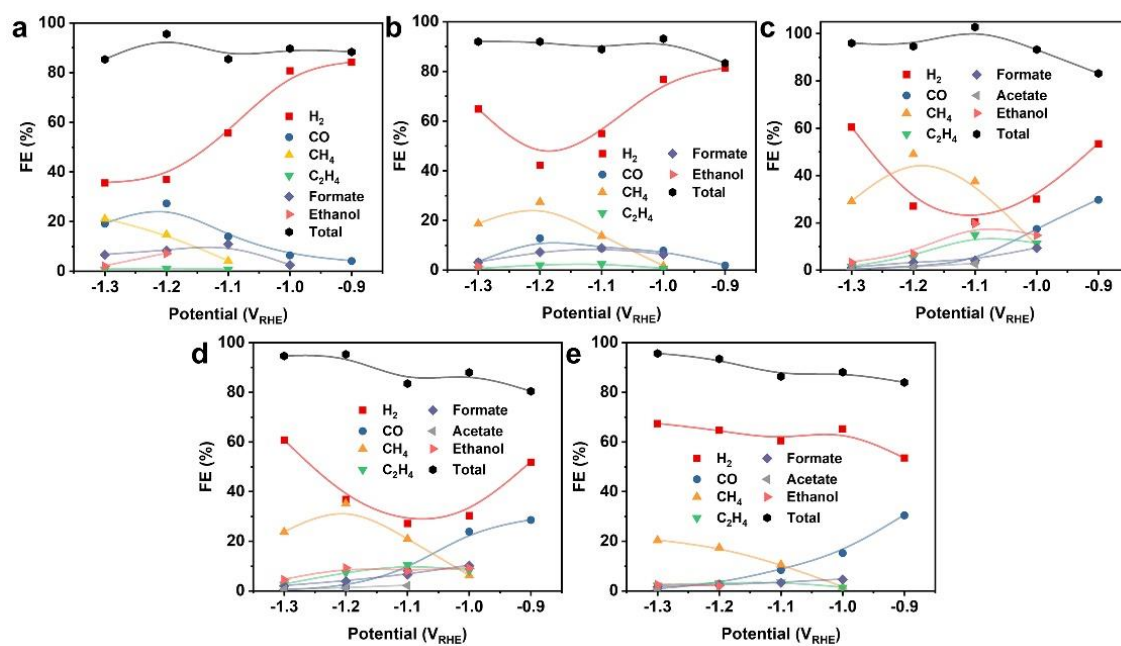 a
100
80
60
40
20
0
FE (%)
H₂
CO
CH₄
C₂H₄
Formate
Ethanol
Total
-1.3 -1.2 -1.1 -1.0 -0.9
Potential (V_RHE)
b
100
80
60
40
20
0
FE (%)
H₂ Formate
CO Ethanol
CH₄ Total
C₂H₄
-1.3 -1.2 -1.1 -1.0 -0.9
Potential (V_RHE)
c
100
80
60
40
20
0
FE (%)
H₂ Formate
CO Acetate
CH₄ Ethanol
C₂H₄ Total
-1.3 -1.2 -1.1 -1.0 -0.9
Potential (V_RHE)
d
100
80
60
40
20
0
FE (%)
H₂ Formate
CO Acetate
CH₄ Ethanol
C₂H₄ Total
-1.3 -1.2 -1.1 -1.0 -0.9
Potential (V_RHE)
e
100
80
60
40
20
0
FE (%)
H₂ Formate
CO Acetate
CH₄ Ethanol
C₂H₄ Total
-1.3 -1.2 -1.1 -1.0 -0.9
Potential (V_RHE)